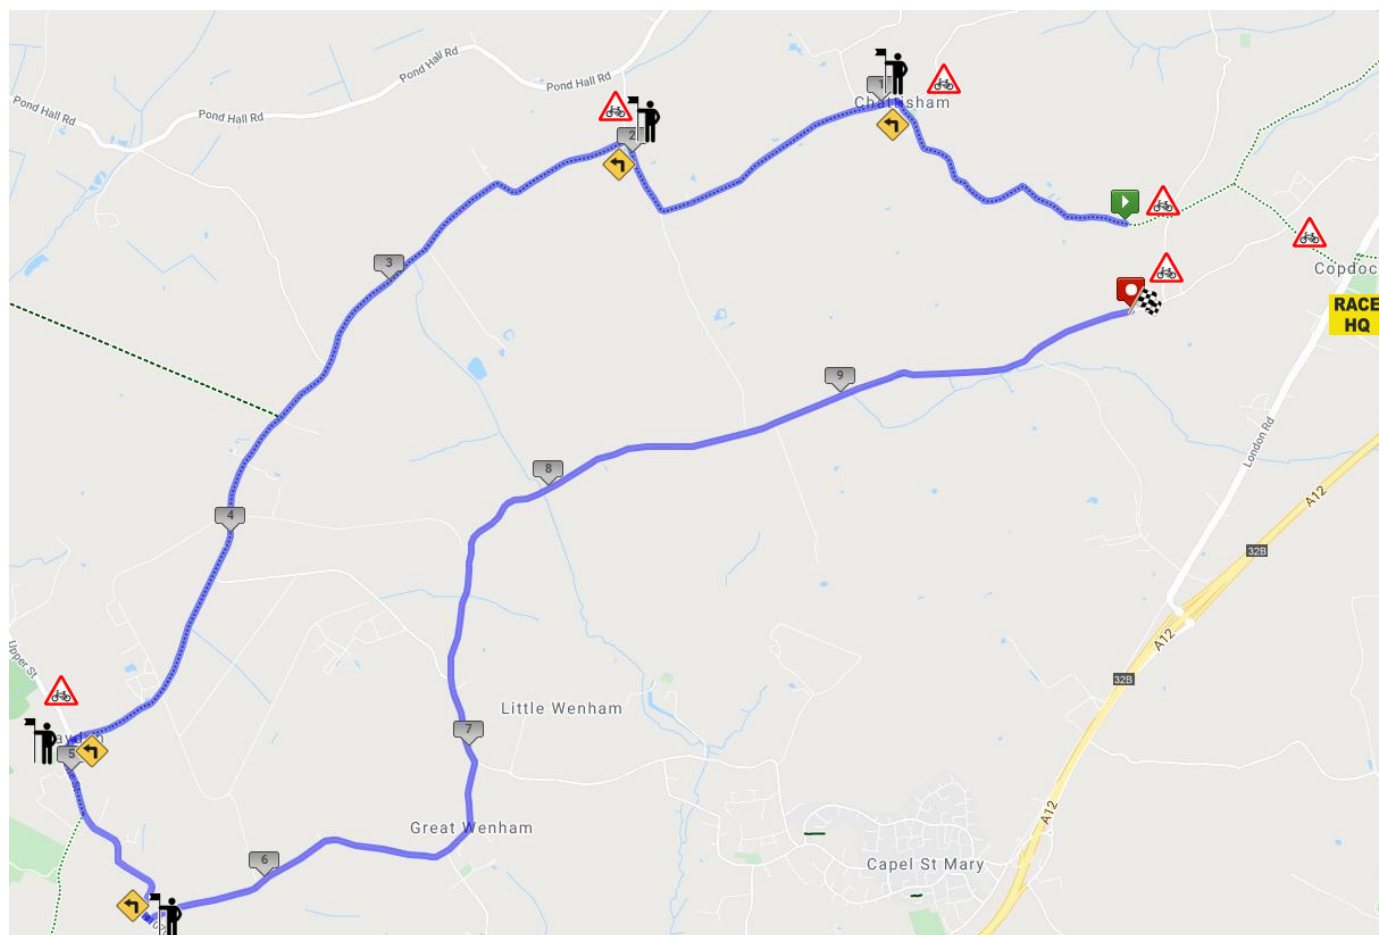 Pond Hall Rd
Pond Hall Rd
Pond Hall Rd
Pond Hall Rd
1
Chattisham
2
3
Copdoc
RACE
HQ
9
London Rd
8
A12
4
32B
Upper St
A12
32B
Little Wenham
7
5
A12
Great Wenham
6
Capel St Mary